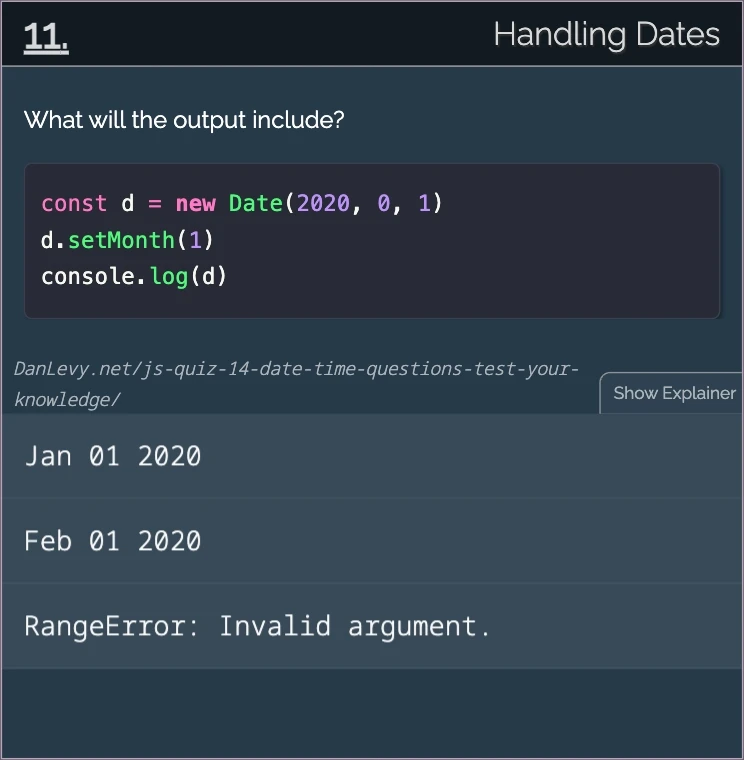 11.
Handling Dates
What will the output include?
const d = new Date(2020, 0, 1)
d.setMonth(1)
console.log(d)
DanLevy.net/js-quiz-14-date-time-questions-test-your-
knowledge/
Show Explainer
Jan 01 2020
Feb 01 2020
RangeError: Invalid argument.